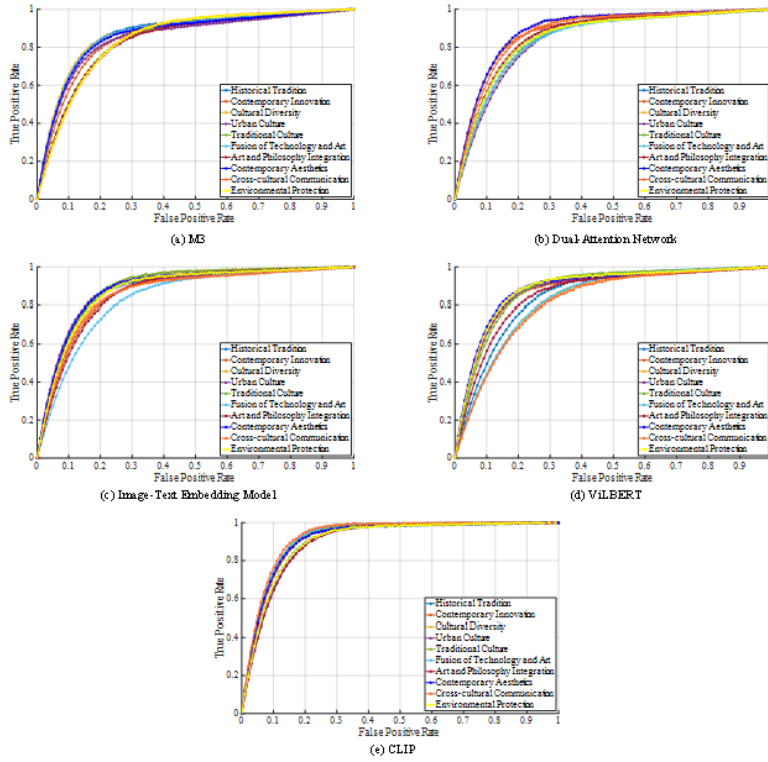 1
0.8
0.6
0.4
0.2
0
True Positive Rate
Historical Tradition
Contemporary Innovation
Cultural Diversity
Urban Culture
Traditional Culture
Fusion of Technology and Art
Art and Philosophy Integration
Contemporary Aesthetics
Cross-cultural Communication
Environmental Protection
0 0.1 0.2 0.3 0.4 0.5 0.6 0.7 0.8 0.9 1
False Positive Rate
(a) M3
1
0.8
0.6
0.4
0.2
0
True Positive Rate
Historical Tradition
Contemporary Innovation
Cultural Diversity
Urban Culture
Traditional Culture
Fusion of Technology and Art
Art and Philosophy Integration
Contemporary Aesthetics
Cross-cultural Communication
Environmental Protection
0 0.1 0.2 0.3 0.4 0.5 0.6 0.7 0.8 0.9
False Positive Rate
(b) Dual-Attention Network
1
0.8
0.6
0.4
0.2
0
True Positive Rate
Historical Tradition
Contemporary Innovation
Cultural Diversity
Urban Culture
Traditional Culture
Fusion of Technology and Art
Art and Philosophy Integration
Contemporary Aesthetics
Cross-cultural Communication
Environmental Protection
0 0.1 0.2 0.3 0.4 0.5 0.6 0.7 0.8 0.9 1
False Positive Rate
(c) Image-Text Embedding Model
1
0.8
0.6
0.4
0.2
0
True Positive Rate
Historical Tradition
Contemporary Innovation
Cultural Diversity
Urban Culture
Traditional Culture
Fusion of Technology and Art
Art and Philosophy Integration
Contemporary Aesthetics
Cross-cultural Communication
Environmental Protection
0 0.1 0.2 0.3 0.4 0.5 0.6 0.7 0.8 0.9
False Positive Rate
(d) ViLBERT
1
0.8
0.6
0.4
0.2
0
True Positive Rate
Historical Tradition
Contemporary Innovation
Cultural Diversity
Urban Culture
Traditional Culture
Fusion of Technology and Art
Art and Philosophy Integration
Contemporary Aesthetics
Cross-cultural Communication
Environmental Protection
0 0.1 0.2 0.3 0.4 0.5 0.6 0.7 0.8 0.9 1
False Positive Rate
(e) CLIP